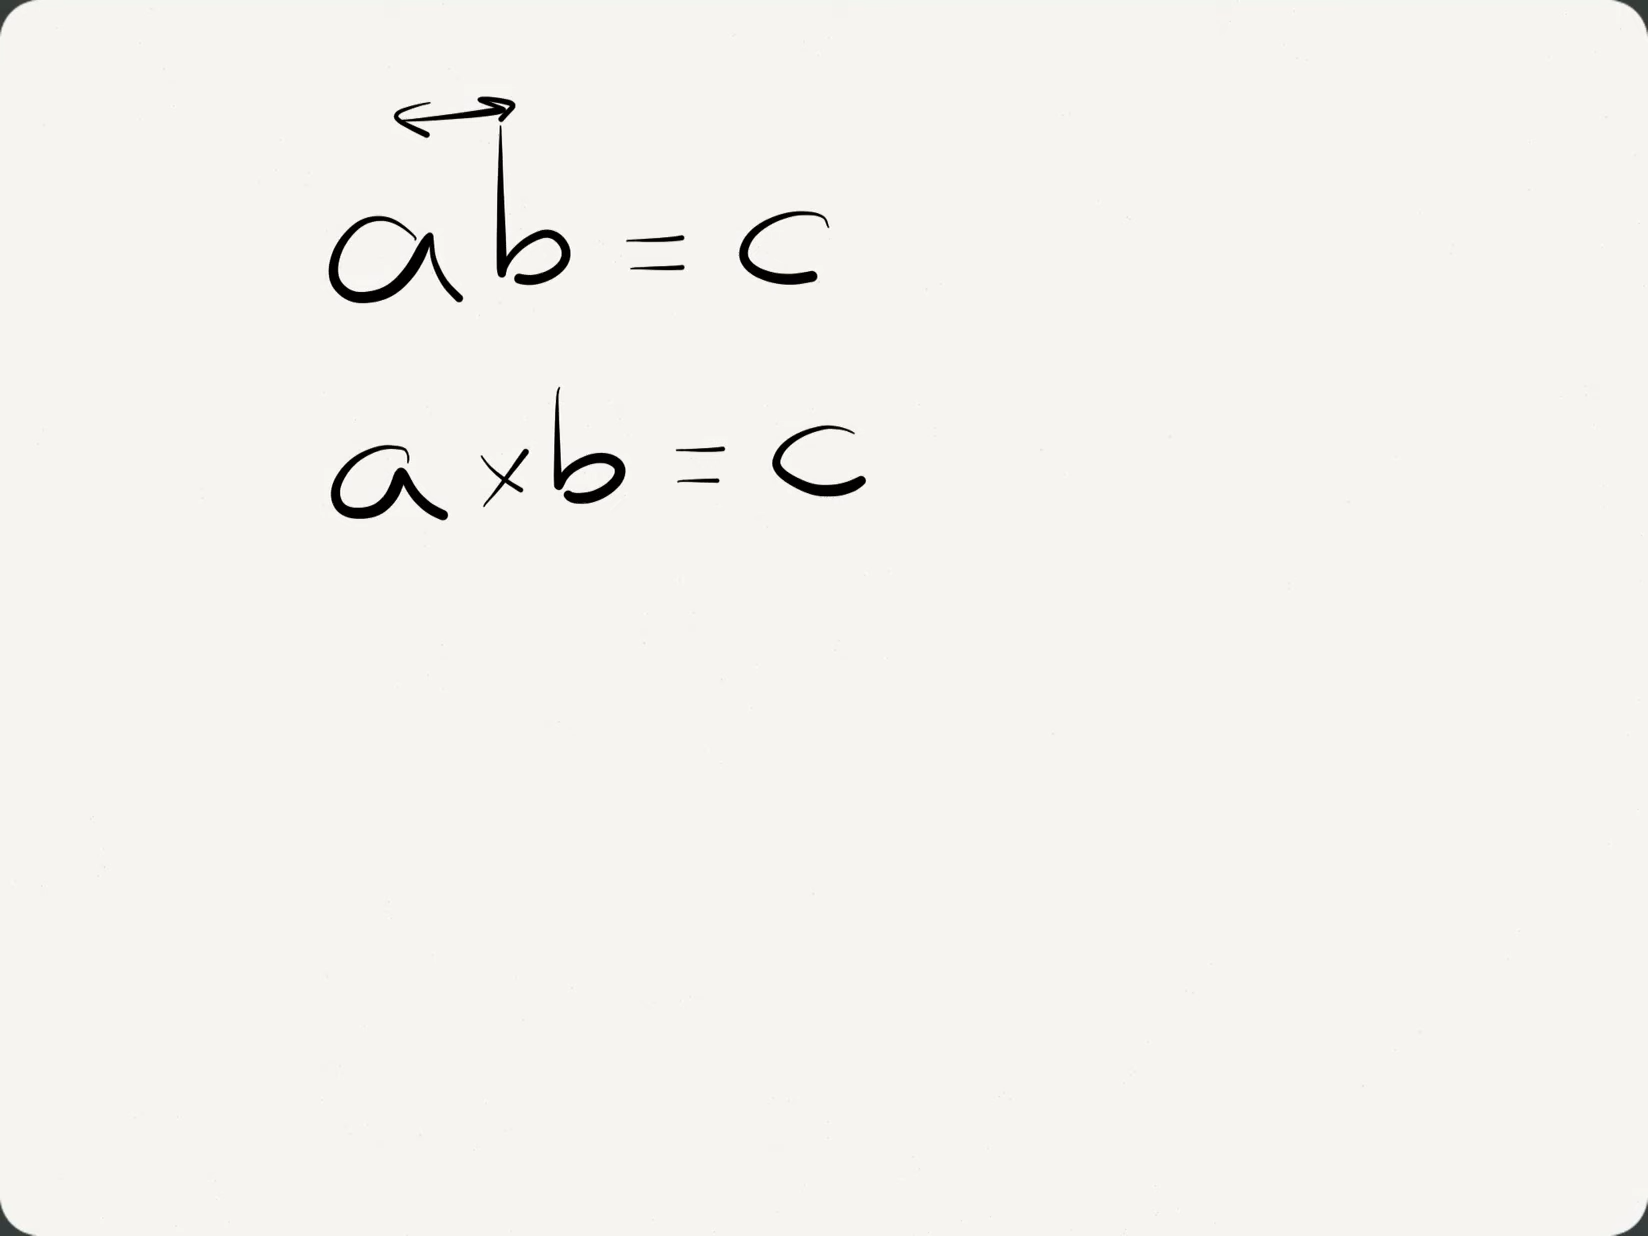 ab = c
a × b = c